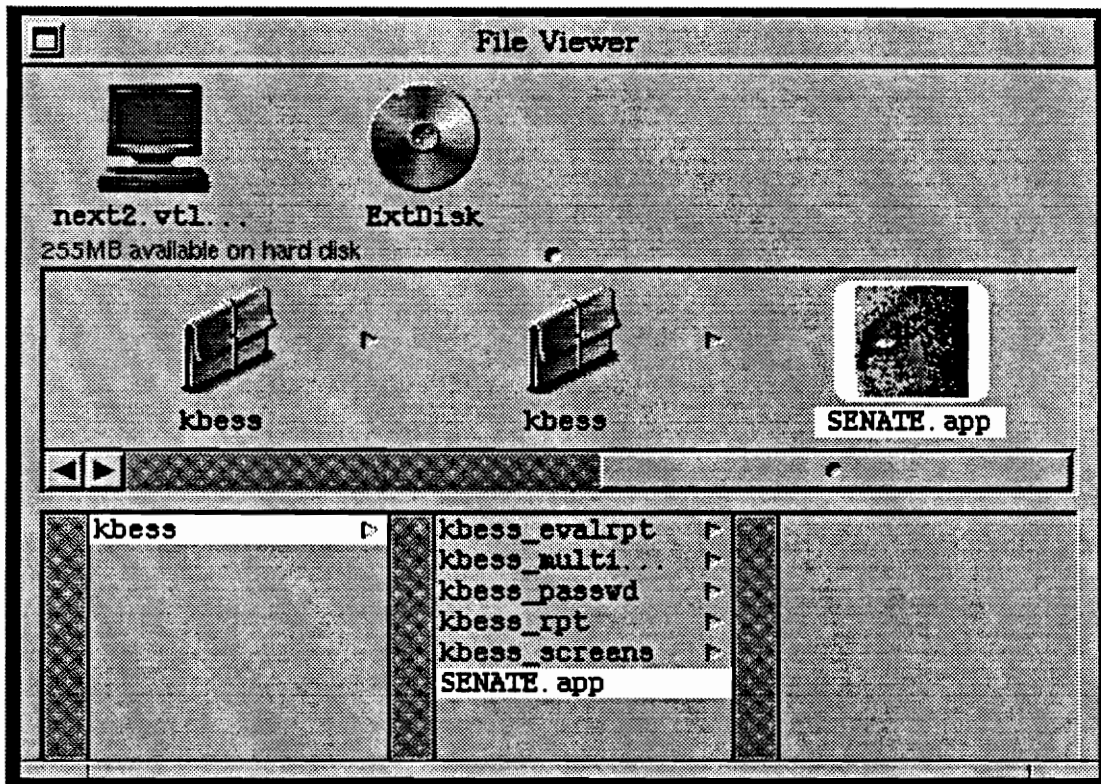 File Viewer
next2.vtl... ExtDisk
255MB available on hard disk
kbess kbess SENATE.app
kbess kbess_evalrpt
kbess_multi...
kbess_passwd
kbess_rpt
kbess_screens
SENATE.app